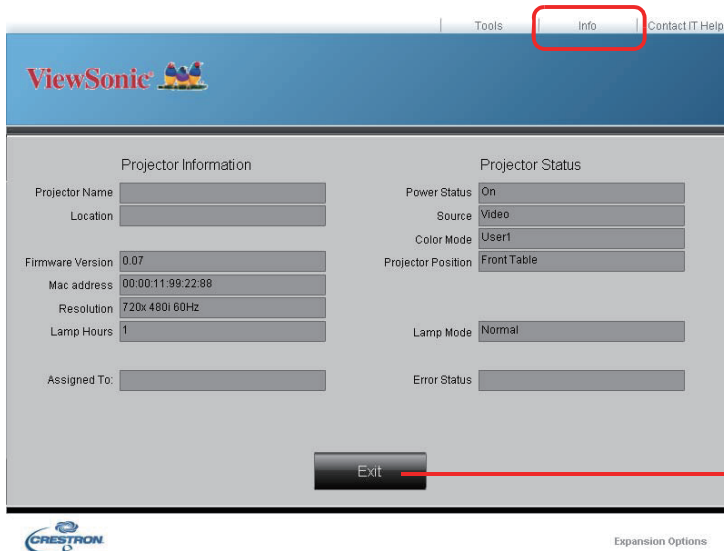 Tools Info Contact IT Help
ViewSonic
Projector Information
Projector Name
Location
Firmware Version 0.07
Mac address 00:00:11:99:22:88
Resolution 720x 480i 60Hz
Lamp Hours 1
Assigned To:
Projector Status
Power Status On
Source Video
Color Mode User1
Projector Position Front Table
Lamp Mode Normal
Error Status
Exit
CRESTRON
Expansion Options